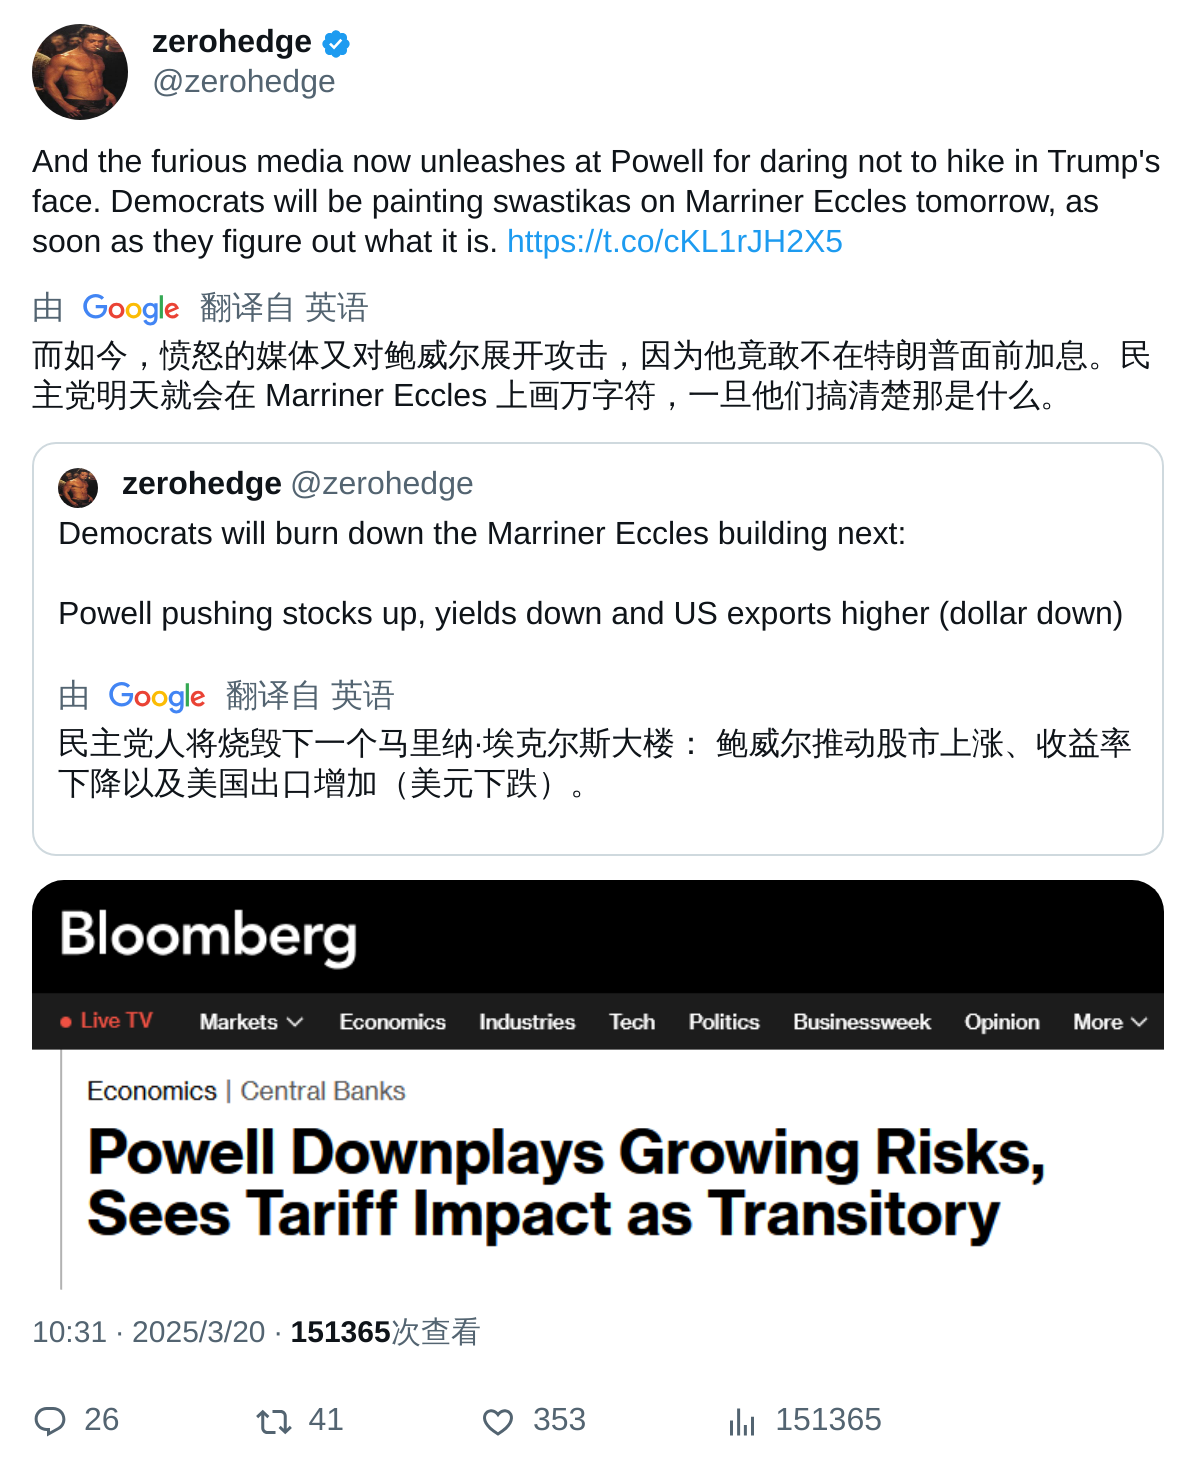 zerohedge
@zerohedge
And the furious media now unleashes at Powell for daring not to hike in Trump's
face. Democrats will be painting swastikas on Marriner Eccles tomorrow, as
soon as they figure out what it is. https://t.co/cKL1rJH2X5
由 Google 翻译自 英语
而如今，愤怒的媒体又对鲍威尔展开攻击，因为他竟敢不在特朗普面前加息。民
主党明天就会在 Marriner Eccles 上画万字符，一旦他们搞清楚那是什么。
zerohedge @zerohedge
Democrats will burn down the Marriner Eccles building next:
Powell pushing stocks up, yields down and US exports higher (dollar down)
由 Google 翻译自 英语
民主党人将烧毁下一个马里纳·埃克尔斯大楼： 鲍威尔推动股市上涨、收益率
下降以及美国出口增加（美元下跌）。
Bloomberg
Live TV Markets Economics Industries Tech Politics Businessweek Opinion More
Economics | Central Banks
Powell Downplays Growing Risks,
Sees Tariff Impact as Transitory
10:31 · 2025/3/20 · 151365次查看
26 41 353 151365